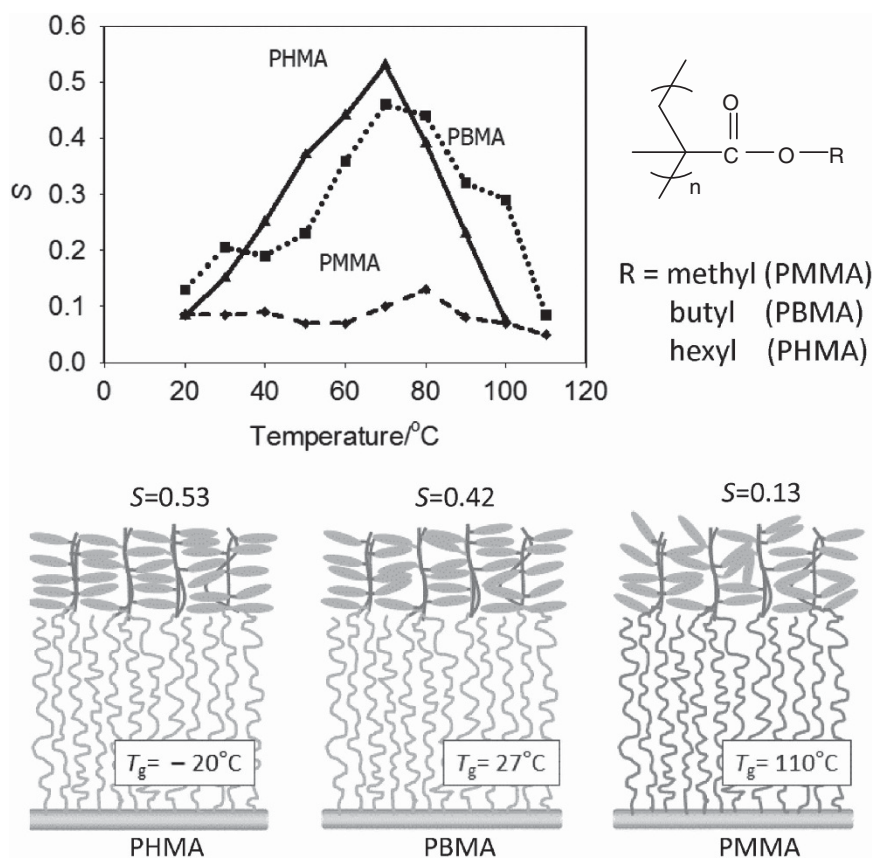 0.6
0.5
0.4
0.3
0.2
0.1
0.0
S
0 20 40 60 80 100 120
Temperature/°C
PHMA
PBMA
PMMA
O
C O R
n
R = methyl (PMMA)
butyl (PBMA)
hexyl (PHMA)
S=0.53 S=0.42 S=0.13
Tg= – 20°C Tg= 27°C Tg= 110°C
PHMA PBMA PMMA